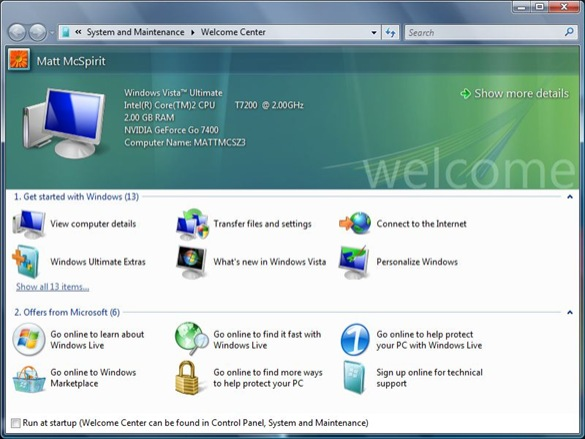 « System and Maintenance ▸ Welcome Center
Search
Matt McSpirit
Windows Vista™ Ultimate
Intel(R) Core(TM)2 CPU T7200 @ 2.00GHz
2.00 GB RAM
NVIDIA GeForce Go 7400
Computer Name: MATTMCSZ3
Show more details
welcome
1. Get started with Windows (13)
View computer details
Transfer files and settings
Connect to the Internet
Windows Ultimate Extras
What's new in Windows Vista
Personalize Windows
Show all 13 items...
2. Offers from Microsoft (6)
Go online to learn about
Windows Live
Go online to find it fast with
Windows Live
Go online to help protect
your PC with Windows Live
Go online to Windows
Marketplace
Go online to find more ways
to help protect your PC
Sign up online for technical
support
Run at startup (Welcome Center can be found in Control Panel, System and Maintenance)